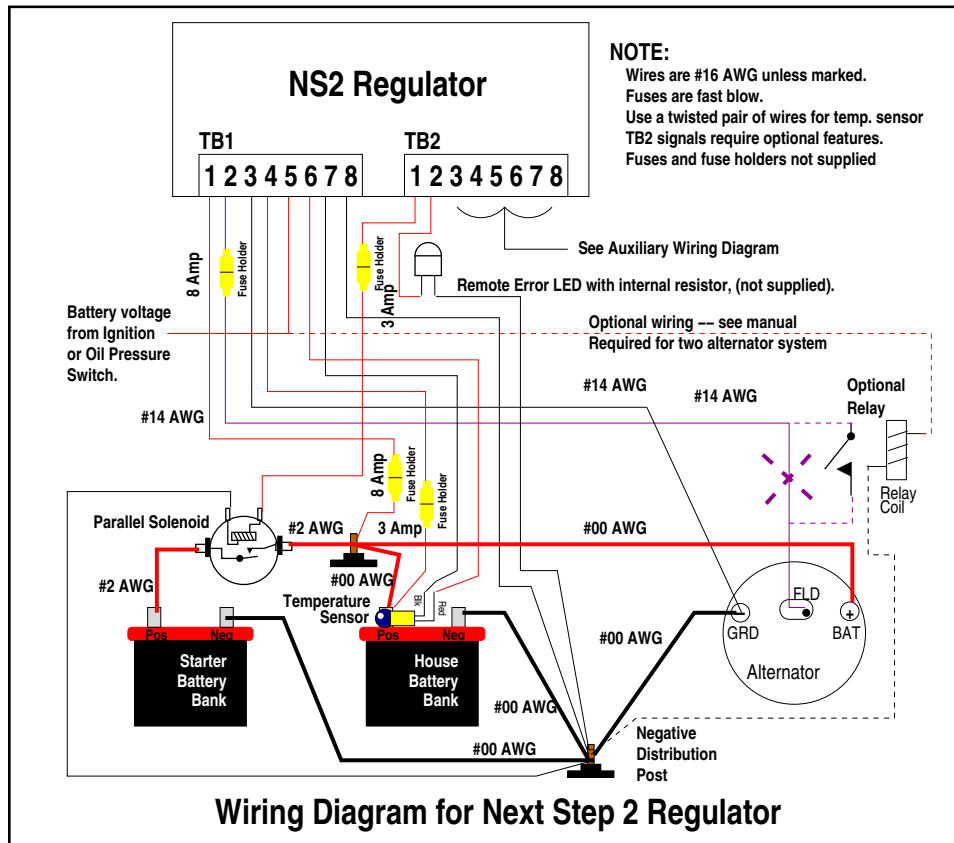 NS2 Regulator
NOTE:
Wires are #16 AWG unless marked.
Fuses are fast blow.
Use a twisted pair of wires for temp. sensor
TB2 signals require optional features.
Fuses and fuse holders not supplied
TB1
1 2 3 4 5 6 7 8
TB2
1 2 3 4 5 6 7 8
See Auxiliary Wiring Diagram
8 Amp
Fuse Holder
Fuse Holder
3 Amp
Remote Error LED with internal resistor, (not supplied).
Battery voltage
from Ignition
or Oil Pressure
Switch.
Optional wiring –– see manual
Required for two alternator system
#14 AWG
#14 AWG
#14 AWG
Optional
Relay
Relay
Coil
8 Amp
Fuse Holder
Fuse Holder
3 Amp
Parallel Solenoid
#2 AWG
#00 AWG
#2 AWG
#00 AWG
Temperature
Sensor
Blk
Red
Pos
Neg
Pos
Neg
Starter
Battery
Bank
House
Battery
Bank
#00 AWG
#00 AWG
#00 AWG
GRD
FLD
+
BAT
Alternator
Negative
Distribution
Post
Wiring Diagram for Next Step 2 Regulator